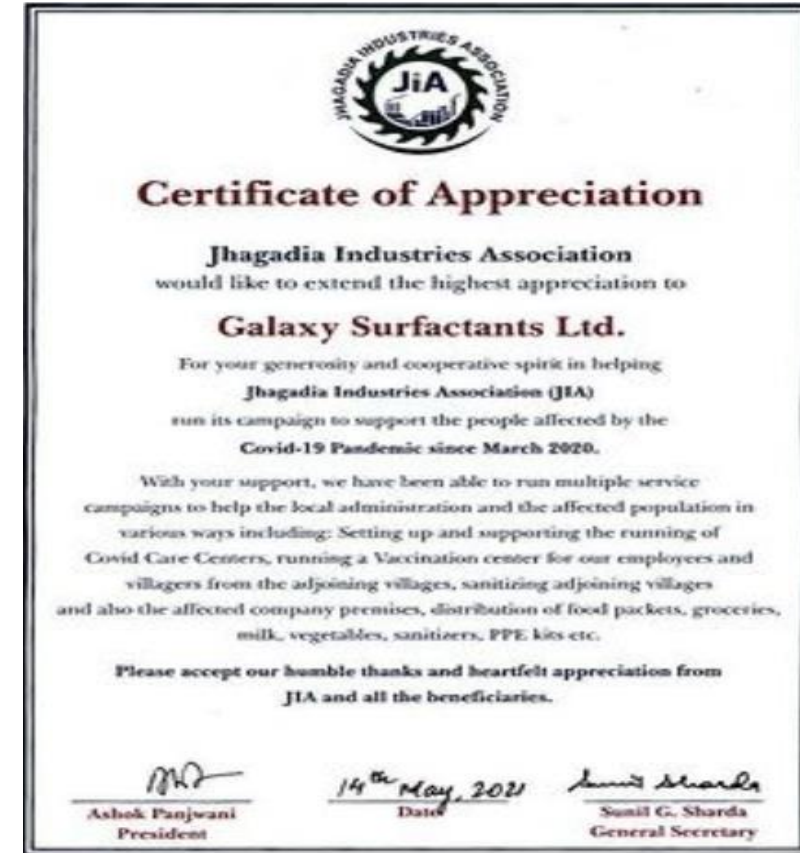 JHAGADIA INDUSTRIES ASSOCIATION
JiA
Certificate of Appreciation
Jhagadia Industries Association
would like to extend the highest appreciation to
Galaxy Surfactants Ltd.
For your generosity and cooperative spirit in helping
Jhagadia Industries Association (JIA)
run its campaign to support the people affected by the
Covid-19 Pandemic since March 2020.
With your support, we have been able to run multiple service
campaigns to help the local administration and the affected population in
various ways including: Setting up and supporting the running of
Covid Care Centers, running a Vaccination center for our employees and
villagers from the adjoining villages, sanitizing adjoining villages
and also the affected company premises, distribution of food packets, groceries,
milk, vegetables, sanitizers, PPE kits etc.
Please accept our humble thanks and heartfelt appreciation from
JIA and all the beneficiaries.
14th May, 2021 Sunil Sharda
Ashok Panjwani Date Sunil G. Sharda
President General Secretary